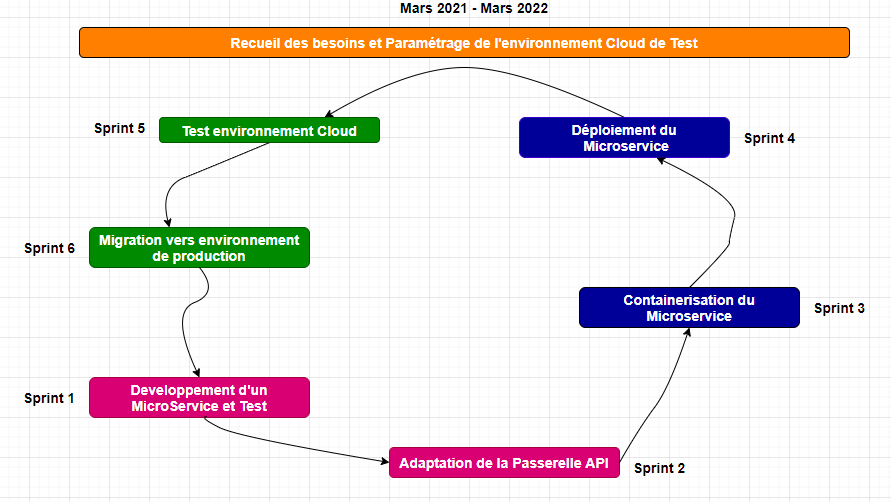 Mars 2021 - Mars 2022
Recueil des besoins et Paramétrage de l'environnement Cloud de Test
Sprint 5
Test environnement Cloud
Déploiement du
Microservice
Sprint 4
Sprint 6
Migration vers environnement
de production
Containerisation du
Microservice
Sprint 3
Sprint 1
Developpement d'un
MicroService et Test
Adaptation de la Passerelle API
Sprint 2